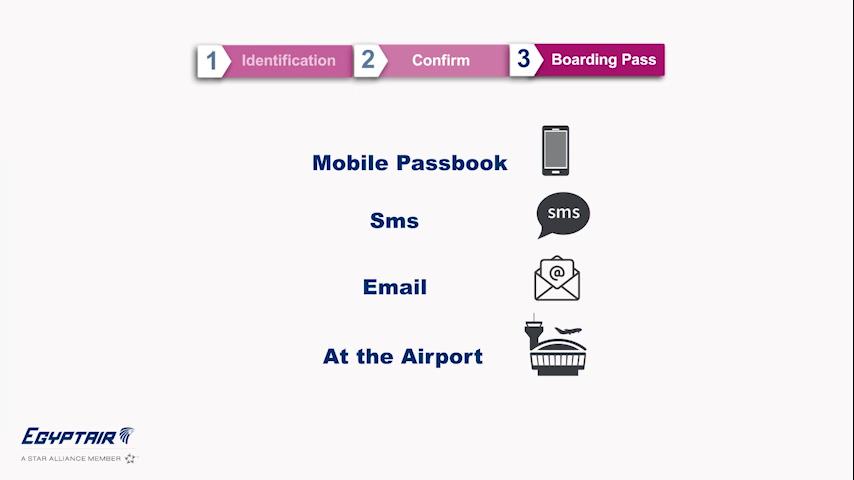 1 Identification 2 Confirm 3 Boarding Pass
Mobile Passbook
Sms
sms
Email
@
At the Airport
EGYPTAIR
A STAR ALLIANCE MEMBER